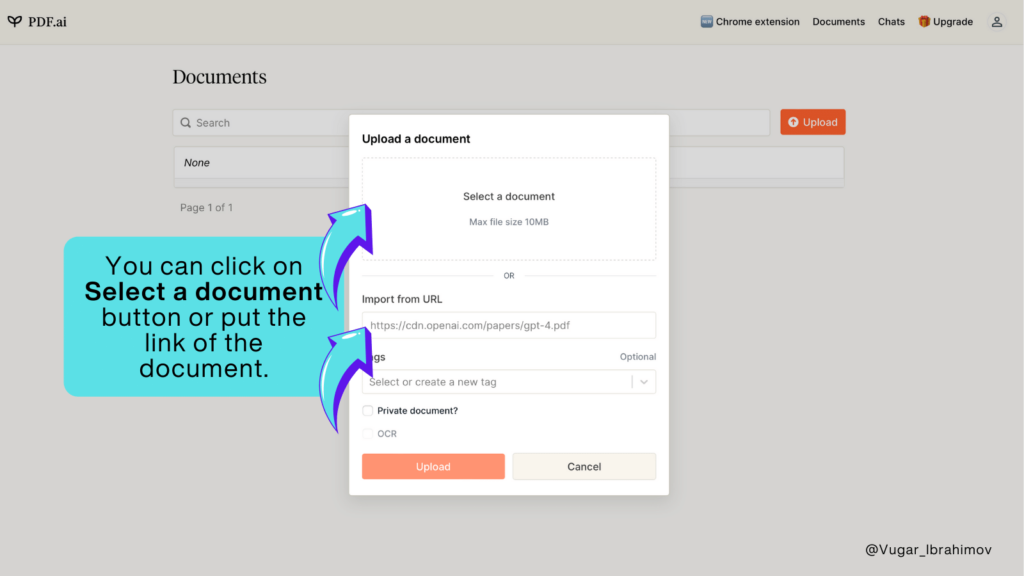 PDF.ai
Chrome extension Documents Chats Upgrade
Documents
Search
Upload
None
Page 1 of 1
Upload a document
Select a document
Max file size 10MB
OR
Import from URL
https://cdn.openai.com/papers/gpt-4.pdf
gs Optional
Select or create a new tag
Private document?
OCR
Upload Cancel
You can click on
Select a document
button or put the
link of the
document.
@Vugar_Ibrahimov